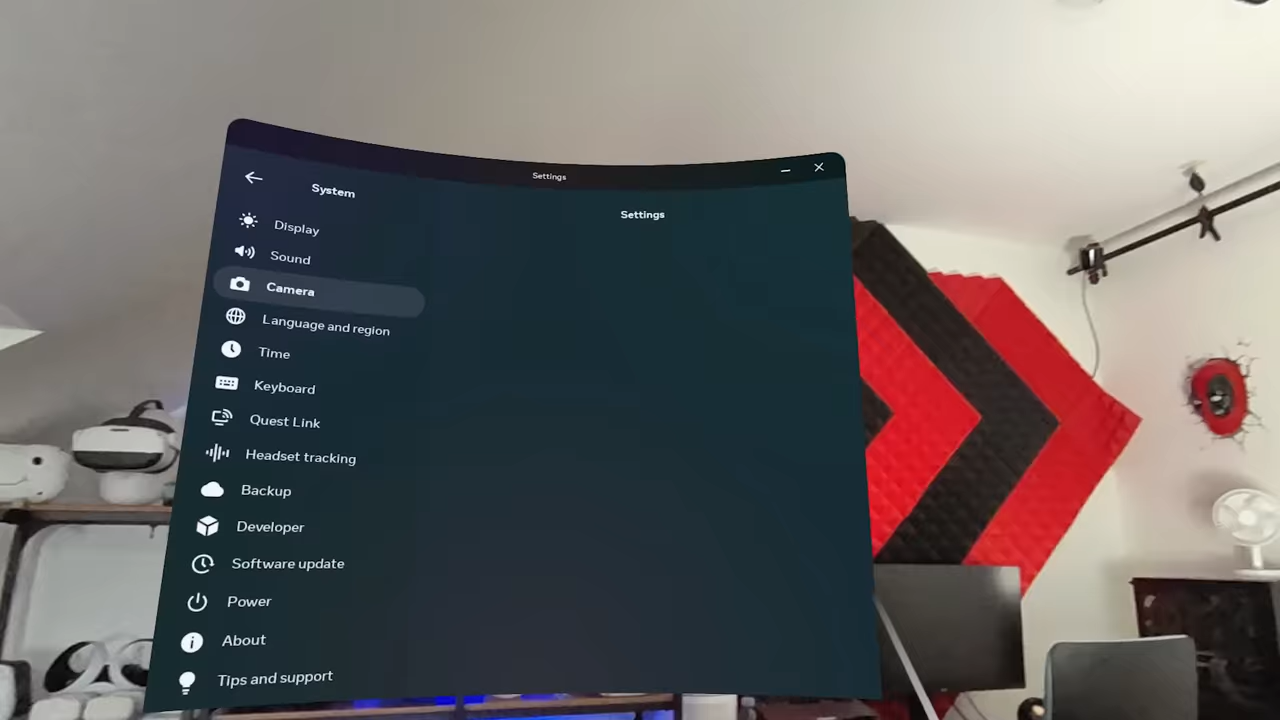 Settings
System
Settings
Display
Sound
Camera
Language and region
Time
Keyboard
Quest Link
Headset tracking
Backup
Developer
Software update
Power
About
Tips and support